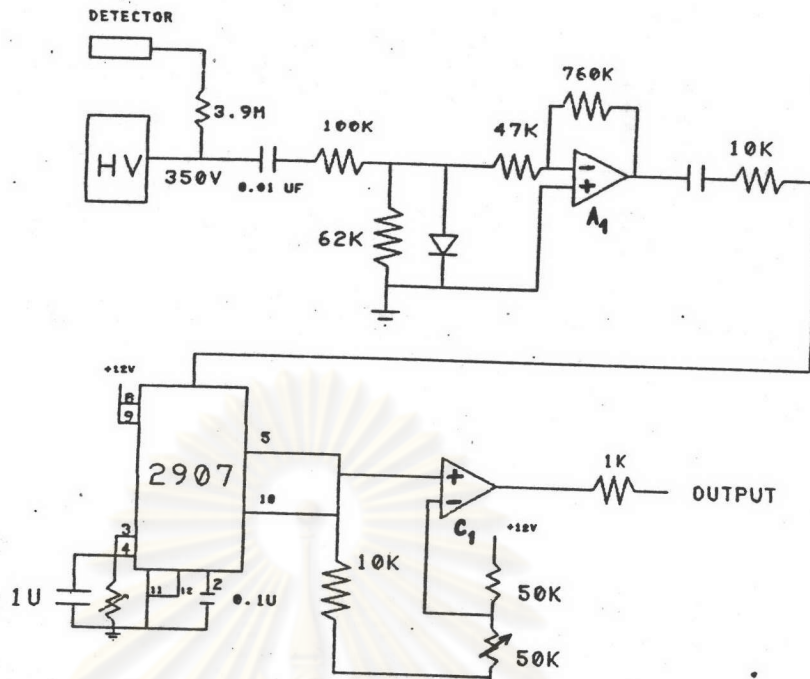 DETECTOR
3.9M
HV
350V
0.01 UF
100K
62K
47K
760K
A1
10K
+12V
8
9
2907
5
10
3
4
1U
11
12
2
0.1U
10K
C1
+12V
50K
50K
1K
OUTPUT